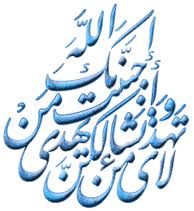 إنك لا تهدي من أحببت ولكن الله يهدي من يشاء